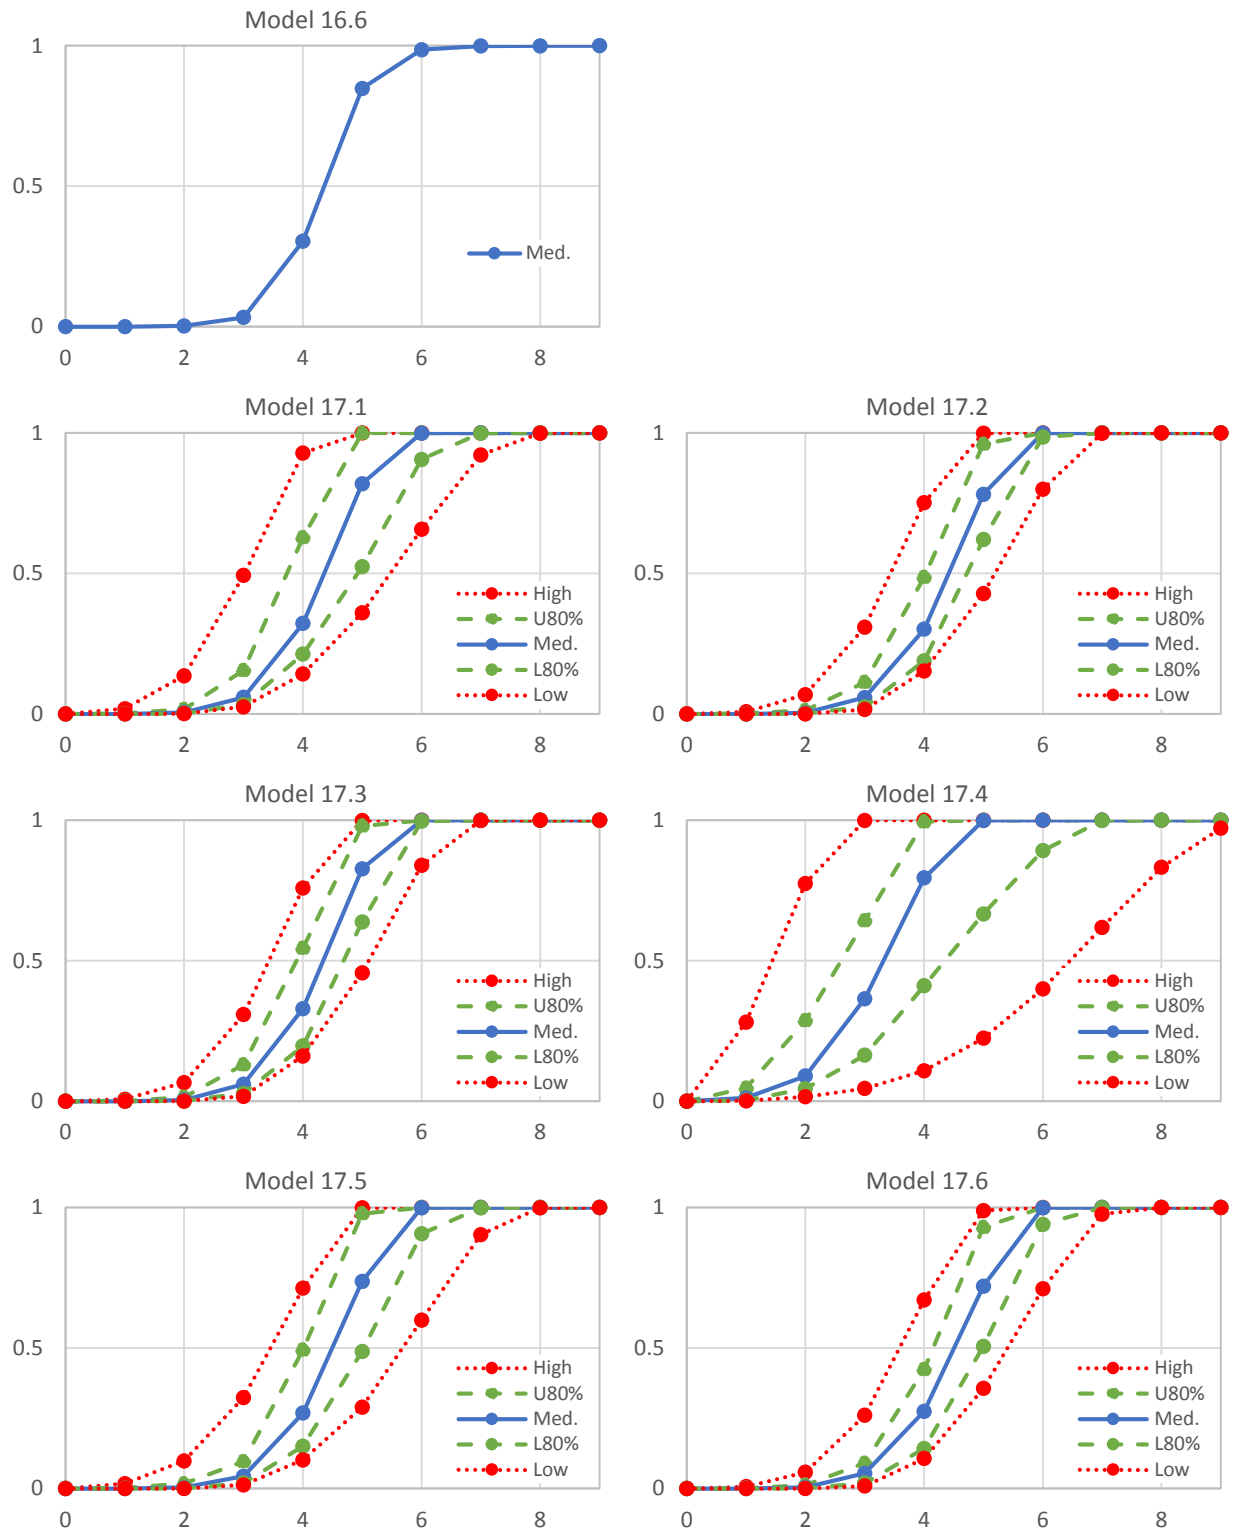 Model 16.6
1
0.5
0
Med.
0 2 4 6 8
Model 17.1
1
0.5
0
High
U80%
Med.
L80%
Low
0 2 4 6 8
Model 17.2
1
0.5
0
High
U80%
Med.
L80%
Low
0 2 4 6 8
Model 17.3
1
0.5
0
High
U80%
Med.
L80%
Low
0 2 4 6 8
Model 17.4
1
0.5
0
High
U80%
Med.
L80%
Low
0 2 4 6 8
Model 17.5
1
0.5
0
High
U80%
Med.
L80%
Low
0 2 4 6 8
Model 17.6
1
0.5
0
High
U80%
Med.
L80%
Low
0 2 4 6 8